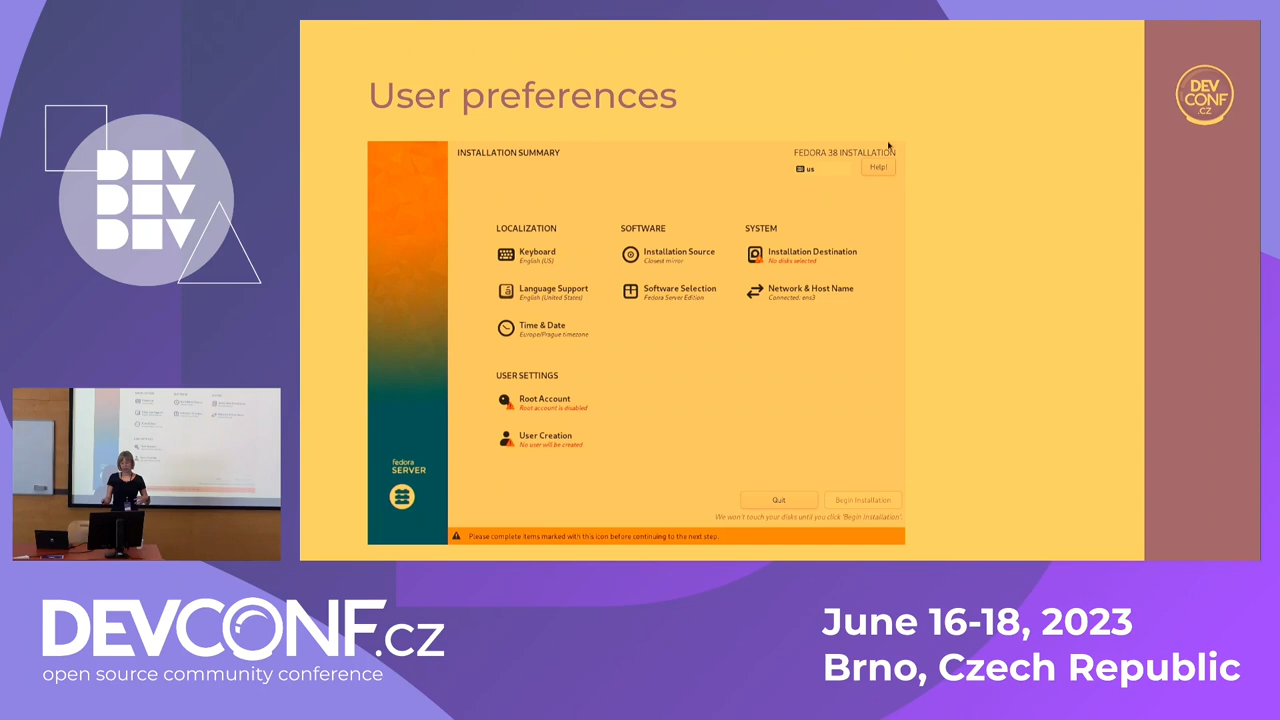 DEV
DEV
DEV
User preferences
DEV
CONF
.CZ
INSTALLATION SUMMARY
FEDORA 38 INSTALLATION
us
Help!
LOCALIZATION
Keyboard
English (US)
Language Support
English (United States)
Time & Date
Europe/Prague timezone
SOFTWARE
Installation Source
Closest mirror
Software Selection
Fedora Server Edition
SYSTEM
Installation Destination
No disks selected
Network & Host Name
Connected: ens3
USER SETTINGS
Root Account
Root account is disabled
User Creation
No user will be created
fedora
SERVER
Quit
Begin Installation
We won't touch your disks until you click 'Begin Installation'.
Please complete items marked with this icon before continuing to the next step.
DEVCONF.cz
open source community conference
June 16-18, 2023
Brno, Czech Republic